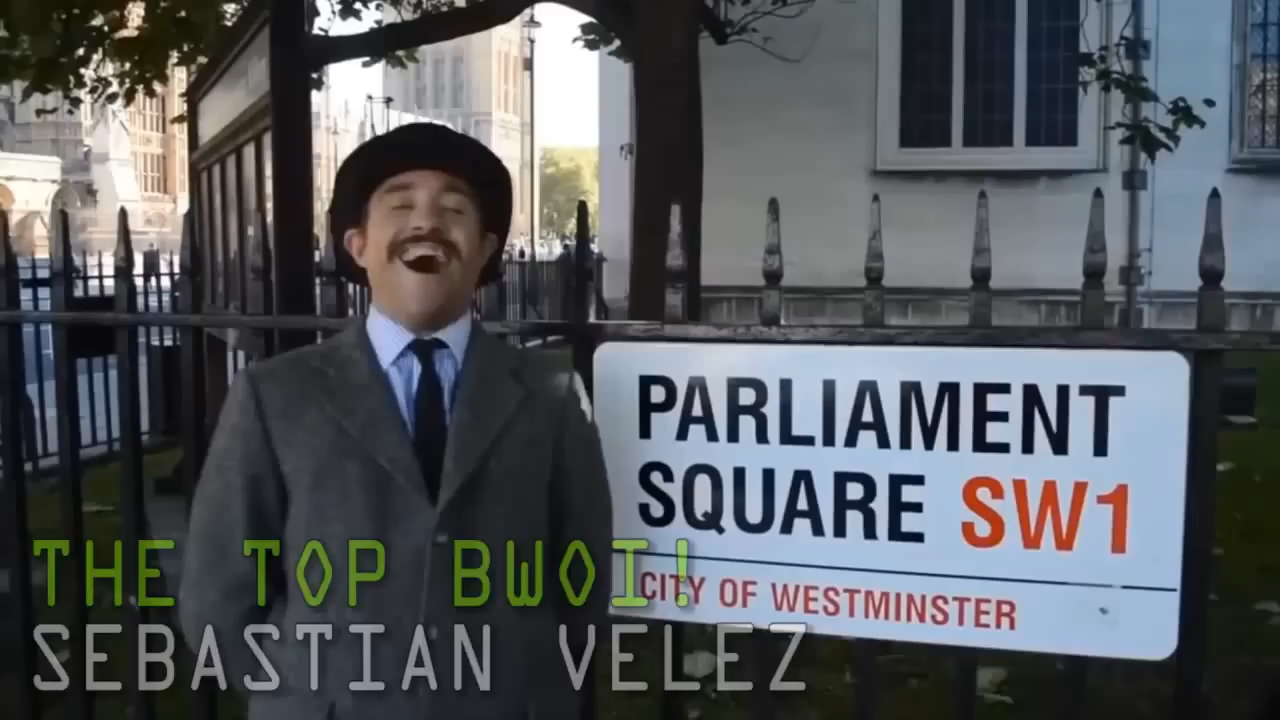 PARLIAMENT
SQUARE SW1
CITY OF WESTMINSTER
THE TOP BWOI!
SEBASTIAN VELEZ